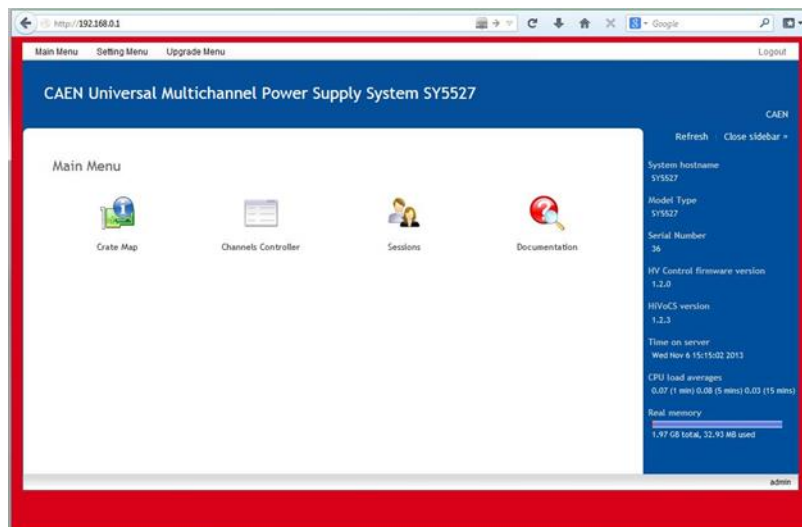 http://192.168.0.1
Google
Main Menu Setting Menu Upgrade Menu Logout
CAEN Universal Multichannel Power Supply System SY5527
CAEN
Refresh Close sidebar »
Main Menu
Crate Map Channels Controller Sessions Documentation
System hostname
SY5527
Model Type
SY5527
Serial Number
36
HV Control firmware version
1.2.0
HiVoCS version
1.2.3
Time on server
Wed Nov 6 15:15:02 2013
CPU load averages
0.07 (1 min) 0.08 (5 mins) 0.03 (15 mins)
Real memory
1.97 GB total, 32.93 MB used
admin